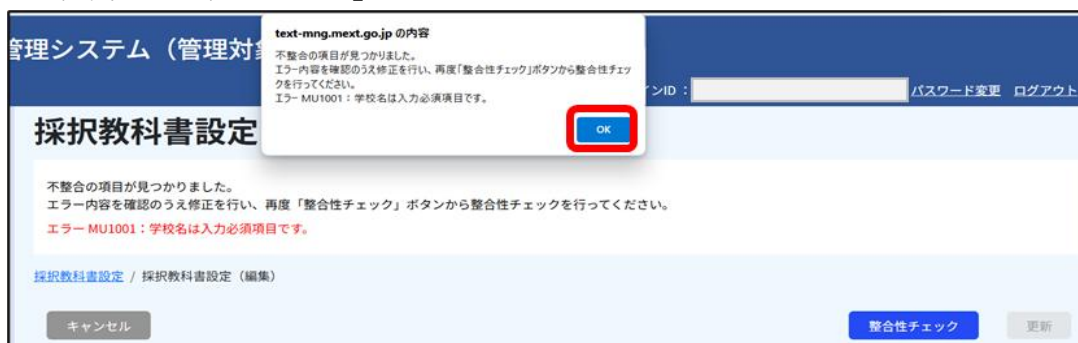 text-mng.mext.go.jp の内容
管理システム（管理対象
不整合の項目が見つかりました。
エラー内容を確認のうえ修正を行い、再度「整合性チェック」ボタンから整合性チェッ
クを行ってください。
エラー MU1001：学校名は入力必須項目です。
OK
ンID：
パスワード変更 ログアウト
採択教科書設定
不整合の項目が見つかりました。
エラー内容を確認のうえ修正を行い、再度「整合性チェック」ボタンから整合性チェックを行ってください。
エラー MU1001：学校名は入力必須項目です。
採択教科書設定 / 採択教科書設定（編集）
キャンセル 整合性チェック 更新